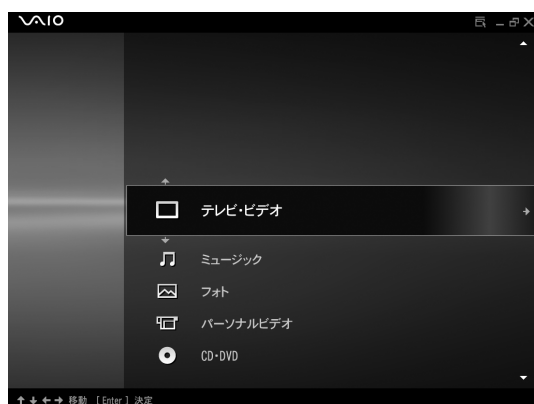 VAIO
テレビ・ビデオ
ミュージック
フォト
パーソナルビデオ
CD・DVD
↑↓←→ 移動 [Enter] 決定